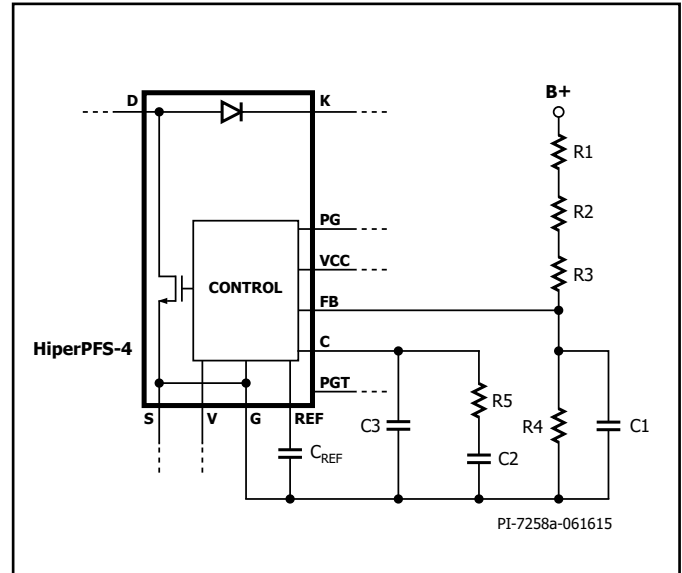 D
K
B+
R1
R2
R3
PG
VCC
CONTROL
FB
C
HiperPFS-4
PGT
S
V
G
REF
R5
C3
R4
C1
C2
CREF
PI-7258a-061615